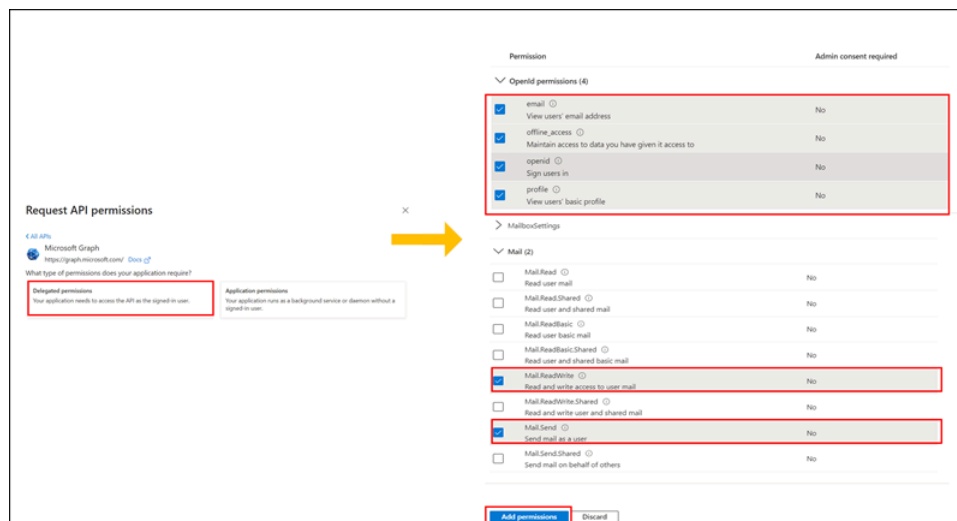 Request API permissions
All APIs
Microsoft Graph
https://graph.microsoft.com/ Docs
What type of permissions does your application require?
Delegated permissions
Your application needs to access the API as the signed-in user.
Application permissions
Your application runs as a background service or daemon without a
signed-in user.
Permission Admin consent required
OpenId permissions (4)
email No
View users' email address
offline_access No
Maintain access to data you have given it access to
openid No
Sign users in
profile No
View users' basic profile
MailboxSettings
Mail (2)
Mail.Read No
Read user mail
Mail.Read.Shared No
Read user and shared mail
Mail.ReadBasic No
Read user basic mail
Mail.ReadBasic.Shared No
Read user and shared basic mail
Mail.ReadWrite No
Read and write access to user mail
Mail.ReadWrite.Shared No
Read and write user and shared mail
Mail.Send No
Send mail as a user
Mail.Send.Shared No
Send mail on behalf of others
Add permissions Discard